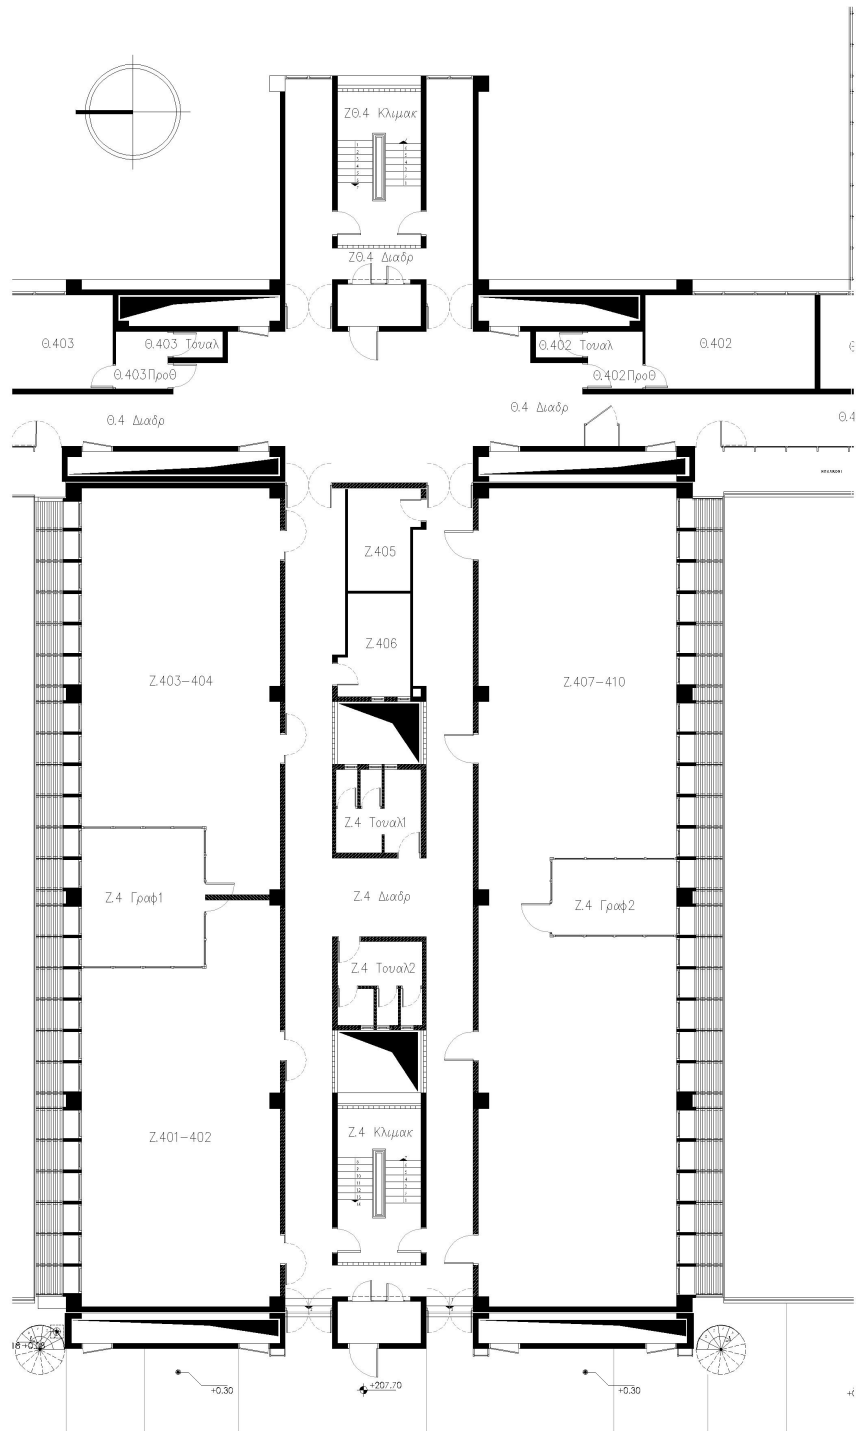 ΖΘ.4 Κλιμακ
ΖΘ.4 Διαδρ
Θ.403
Θ.403 Τουαλ
Θ.402 Τουαλ
Θ.402
Θ.403Προθ
Θ.402Προθ
Θ.4 Διαδρ
Θ.4 Διαδρ
Ζ.405
Ζ.406
Ζ.403-404
Ζ.407-410
Ζ.4 Τουαλ1
Ζ.4 Γραφ1
Ζ.4 Διαδρ
Ζ.4 Γραφ2
Ζ.4 Τουαλ2
Ζ.4 Κλιμακ
Ζ.401-402
+0.30
+207.70
+0.30